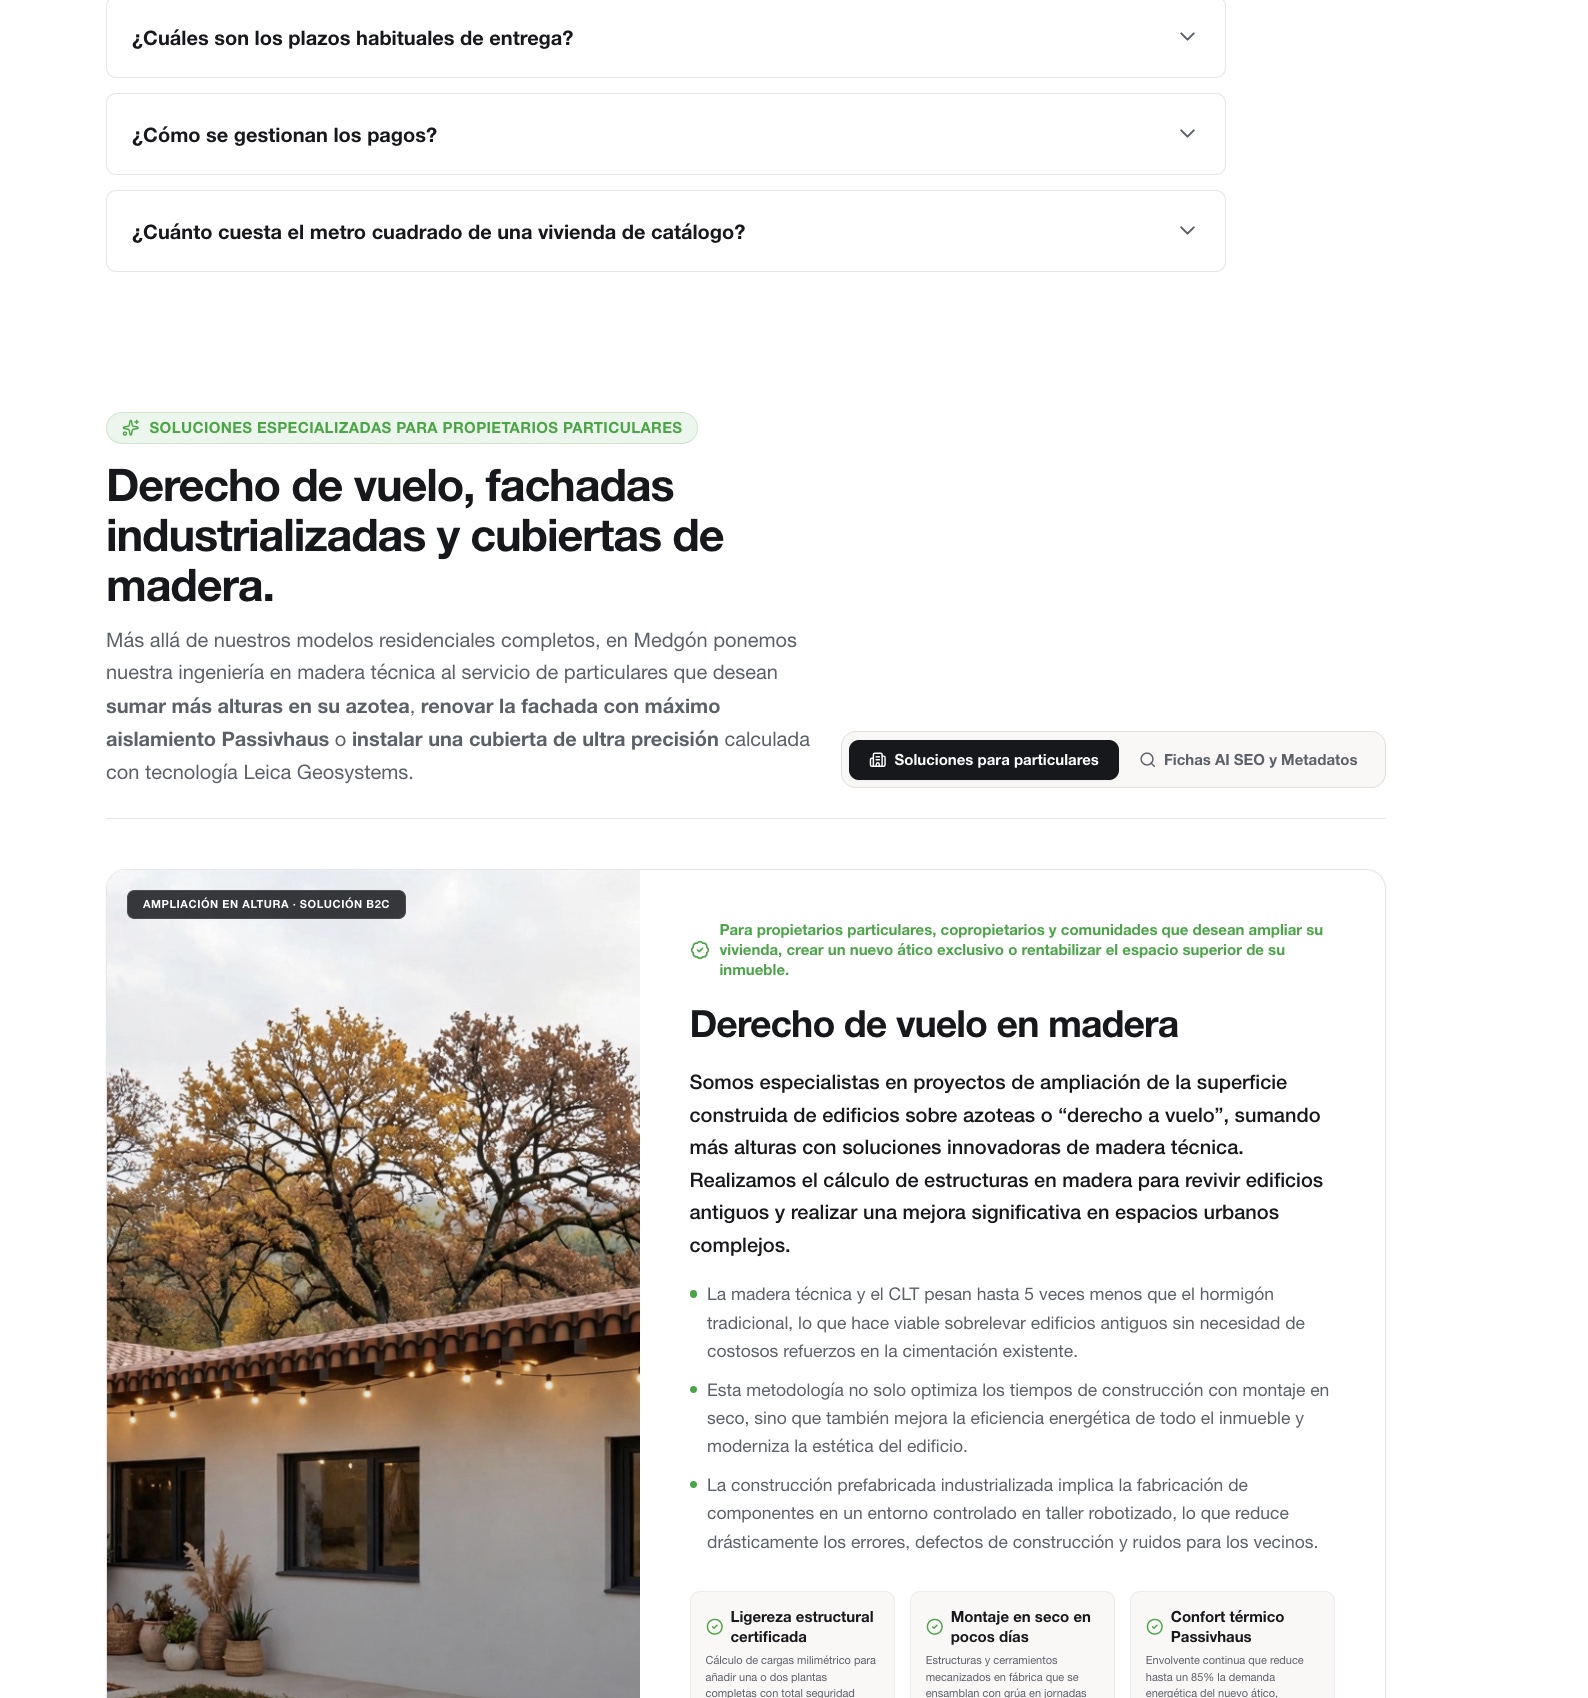 ¿Cuáles son los plazos habituales de entrega?
¿Cómo se gestionan los pagos?
¿Cuánto cuesta el metro cuadrado de una vivienda de catálogo?
SOLUCIONES ESPECIALIZADAS PARA PROPIETARIOS PARTICULARES
Derecho de vuelo, fachadas
industrializadas y cubiertas de
madera.
Más allá de nuestros modelos residenciales completos, en Medgón ponemos
nuestra ingeniería en madera técnica al servicio de particulares que desean
sumar más alturas en su azotea, renovar la fachada con máximo
aislamiento Passivhaus o instalar una cubierta de ultra precisión calculada
con tecnología Leica Geosystems.
Soluciones para particulares
Fichas AI SEO y Metadatos
AMPLIACIÓN EN ALTURA · SOLUCIÓN B2C
Para propietarios particulares, copropietarios y comunidades que desean ampliar su
vivienda, crear un nuevo ático exclusivo o rentabilizar el espacio superior de su
inmueble.
Derecho de vuelo en madera
Somos especialistas en proyectos de ampliación de la superficie
construida de edificios sobre azoteas o “derecho a vuelo”, sumando
más alturas con soluciones innovadoras de madera técnica.
Realizamos el cálculo de estructuras en madera para revivir edificios
antiguos y realizar una mejora significativa en espacios urbanos
complejos.
La madera técnica y el CLT pesan hasta 5 veces menos que el hormigón
tradicional, lo que hace viable sobrelevar edificios antiguos sin necesidad de
costosos refuerzos en la cimentación existente.
Esta metodología no solo optimiza los tiempos de construcción con montaje en
seco, sino que también mejora la eficiencia energética de todo el inmueble y
moderniza la estética del edificio.
La construcción prefabricada industrializada implica la fabricación de
componentes en un entorno controlado en taller robotizado, lo que reduce
drásticamente los errores, defectos de construcción y ruidos para los vecinos.
Ligereza estructural
certificada
Cálculo de cargas milimétrico para
añadir una o dos plantas
completas con total seguridad
Montaje en seco en
pocos días
Estructuras y cerramientos
mecanizados en fábrica que se
ensamblan con grúa en jornadas
Confort térmico
Passivhaus
Envolvente continua que reduce
hasta un 85% la demanda
energética del nuevo ático,